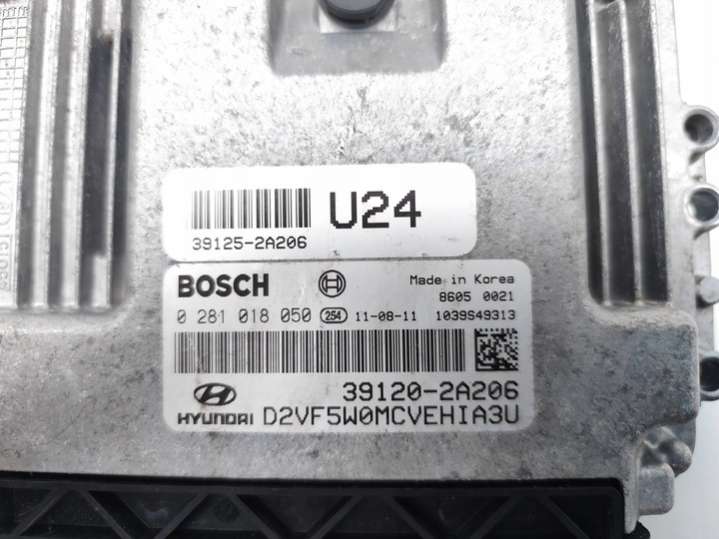 U24
39125-2A206
BOSCH Made in Korea
8605 0021
0 281 018 050 254 11-08-11 1039S49313
39120-2A206
HYUNDAI D2VF5W0MCVEHIA3U